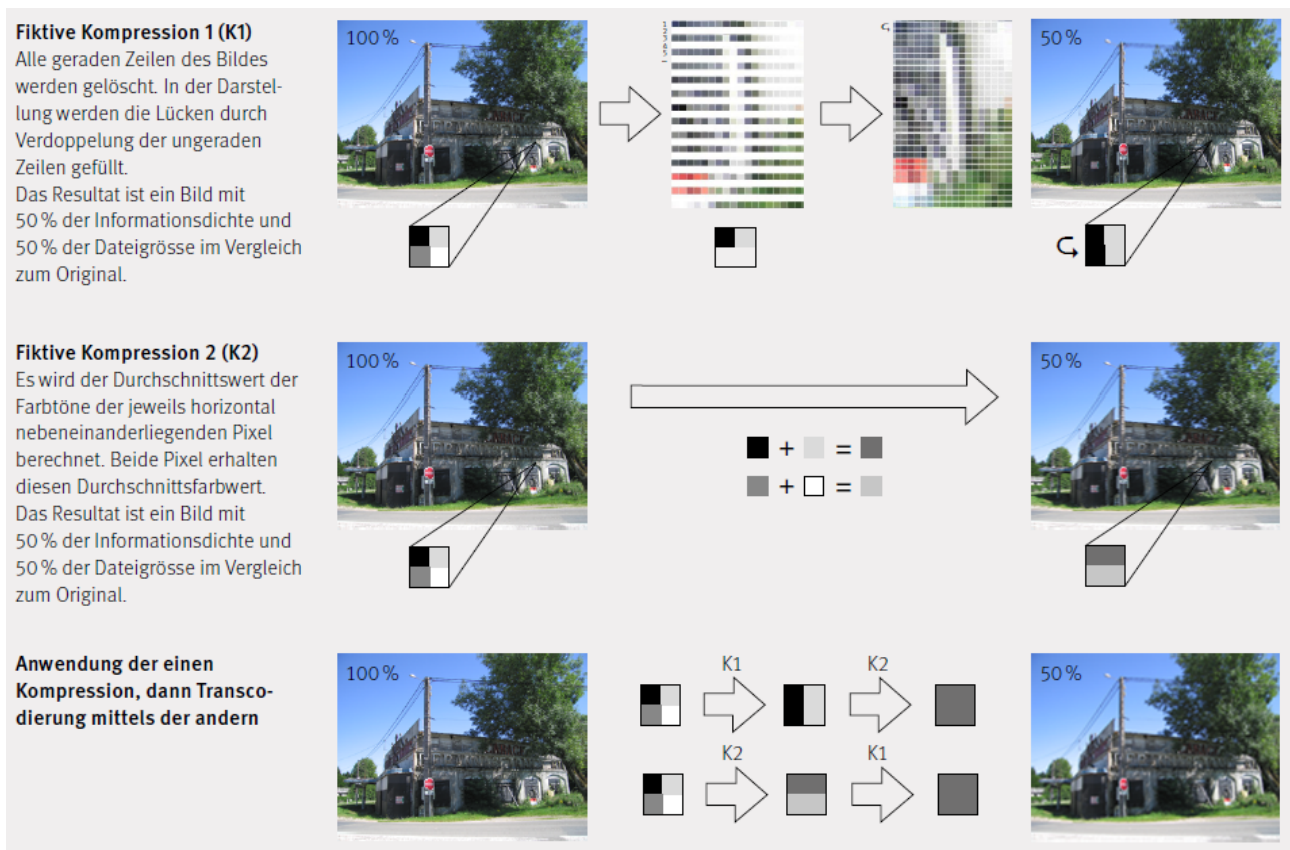 Fiktive Kompression 1 (K1)
Alle geraden Zeilen des Bildes
werden gelöscht. In der Darstel-
lung werden die Lücken durch
Verdoppelung der ungeraden
Zeilen gefüllt.
Das Resultat ist ein Bild mit
50 % der Informationsdichte und
50 % der Dateigrösse im Vergleich
zum Original.
100 %
50 %
Fiktive Kompression 2 (K2)
Es wird der Durchschnittswert der
Farbtöne der jeweils horizontal
nebeneinanderliegenden Pixel
berechnet. Beide Pixel erhalten
diesen Durchschnittsfarbwert.
Das Resultat ist ein Bild mit
50 % der Informationsdichte und
50 % der Dateigrösse im Vergleich
zum Original.
100 %
+ =
+ =
50 %
Anwendung der einen
Kompression, dann Transco-
dierung mittels der andern
100 %
K1 K2
K2 K1
50 %